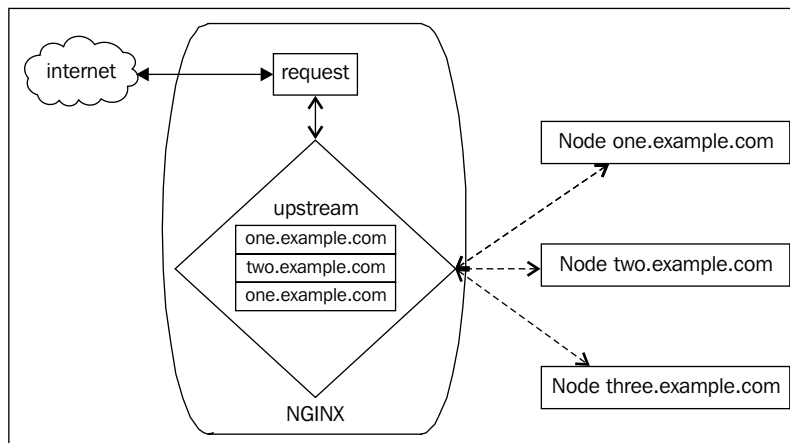 internet
request
upstream
one.example.com
two.example.com
one.example.com
NGINX
Node one.example.com
Node two.example.com
Node three.example.com